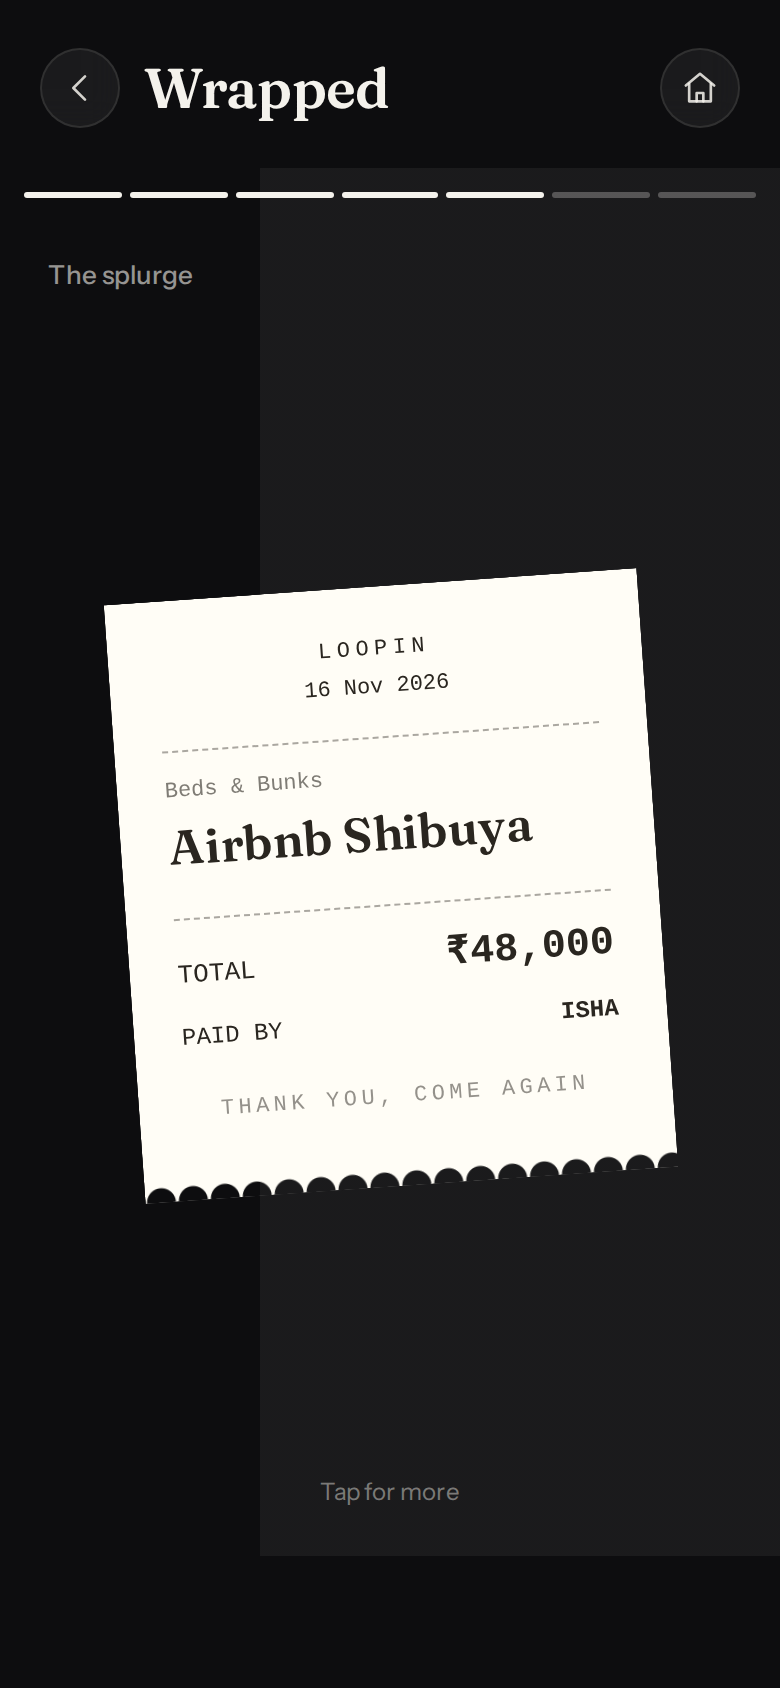 Wrapped
The splurge
LOOPIN
16 Nov 2026
Beds & Bunks
Airbnb Shibuya
TOTAL ₹48,000
PAID BY ISHA
THANK YOU, COME AGAIN
Tap for more